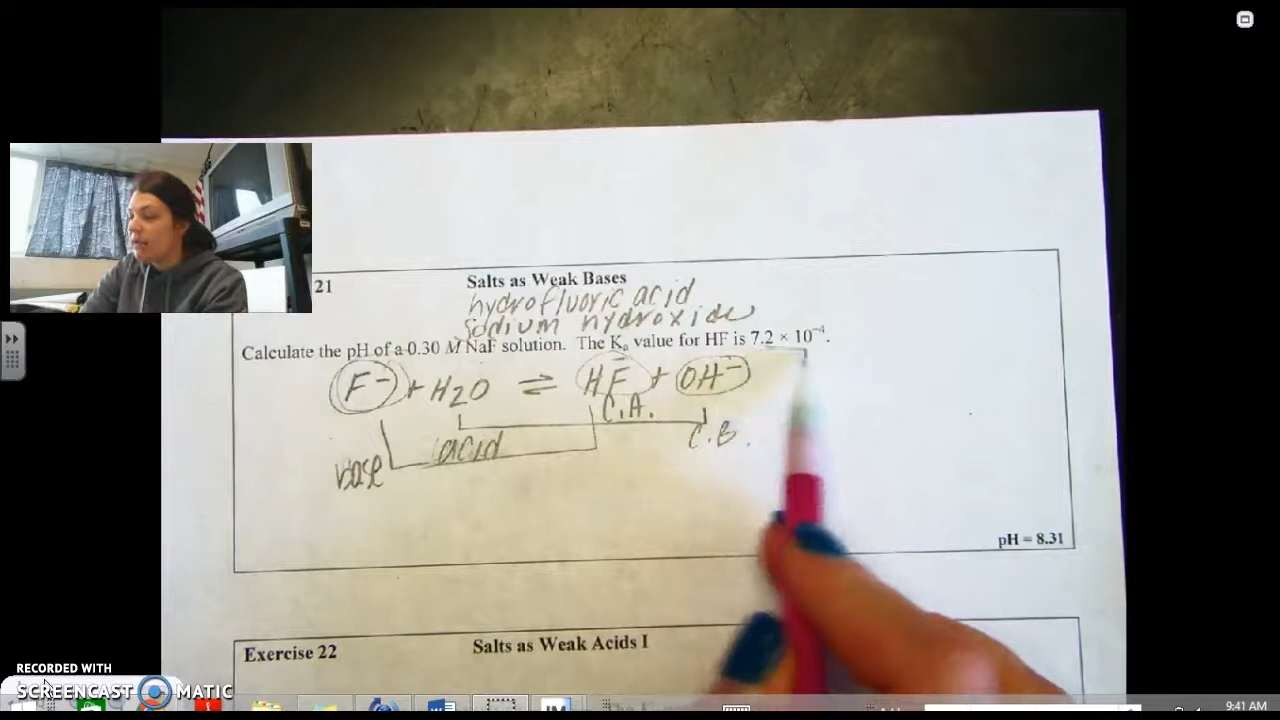 21 Salts as Weak Bases
hydrofluoric acid
sodium hydroxide
Calculate the pH of a 0.30 M NaF solution. The Kₐ value for HF is 7.2 × 10⁻⁴.
F⁻ + H₂O ⇌ HF + OH⁻
C.A.
C.B.
acid
base
pH = 8.31
Exercise 22 Salts as Weak Acids I
RECORDED WITH
SCREENCAST MATIC
9:41 AM